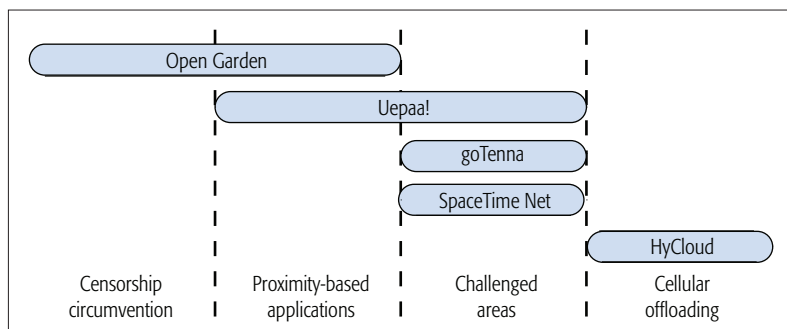 Open Garden
Uepaa!
goTenna
SpaceTime Net
HyCloud
Censorship
circumvention
Proximity-based
applications
Challenged
areas
Cellular
offloading